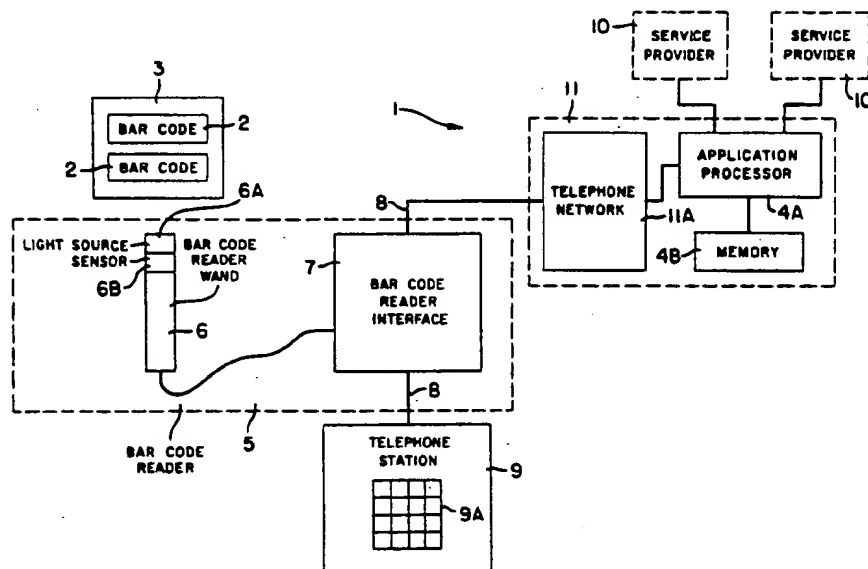 10
SERVICE
PROVIDER
SERVICE
PROVIDER
10
3
BAR CODE
2
2
BAR CODE
6A
1
11
TELEPHONE
NETWORK
11A
APPLICATION
PROCESSOR
4A
4B
MEMORY
8
LIGHT SOURCE
SENSOR
6B
BAR CODE
READER
WAND
6
7
BAR CODE
READER
INTERFACE
8
BAR CODE
READER
5
TELEPHONE
STATION
9
9A